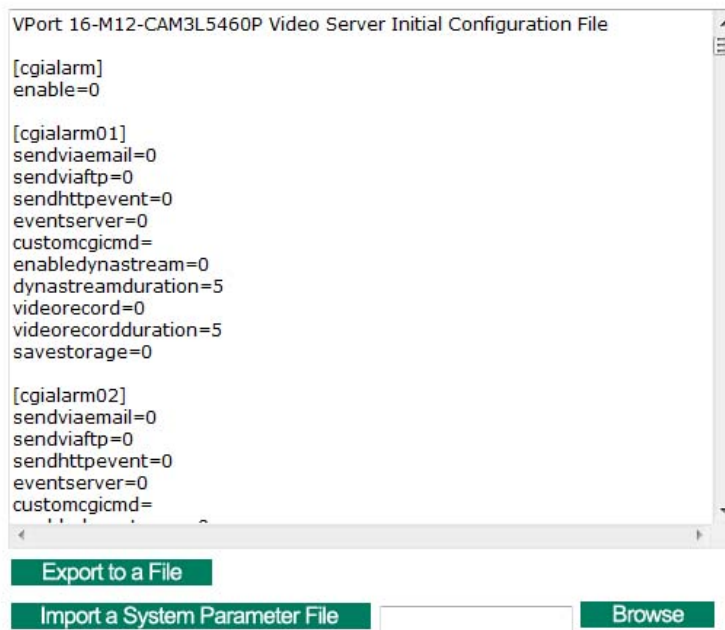 VPort 16-M12-CAM3L5460P Video Server Initial Configuration File
[cgialarm]
enable=0
[cgialarm01]
sendviaemail=0
sendviaftp=0
sendhttpevent=0
eventserver=0
customcgicmd=
enabledynastream=0
dynastreamduration=5
videorecord=0
videorecordduration=5
savestorage=0
[cgialarm02]
sendviaemail=0
sendviaftp=0
sendhttpevent=0
eventserver=0
customcgicmd=
Export to a File
Import a System Parameter File
Browse